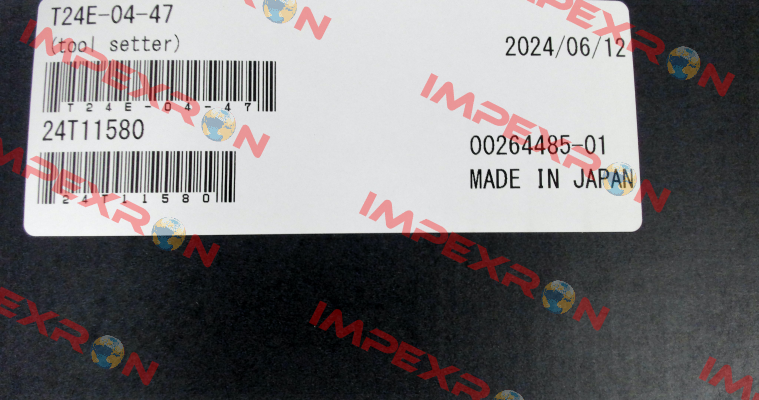 T24E-04-47
(tool setter)
2024/06/12
T24E-04-47
24T11580
00264485-01
24T11580
MADE IN JAPAN
IMPEXRON
IMPEXRON
IMPEXRON
IMPEXRON
IMPEXRON
IMPEXRON
IMPEXRON